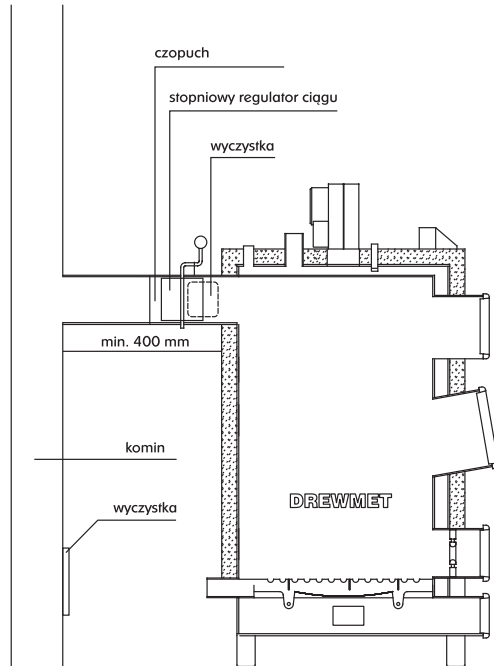 czopuch
stopniowy regulator ciągu
wyczystka
min. 400 mm
komin
DREWMET
wyczystka